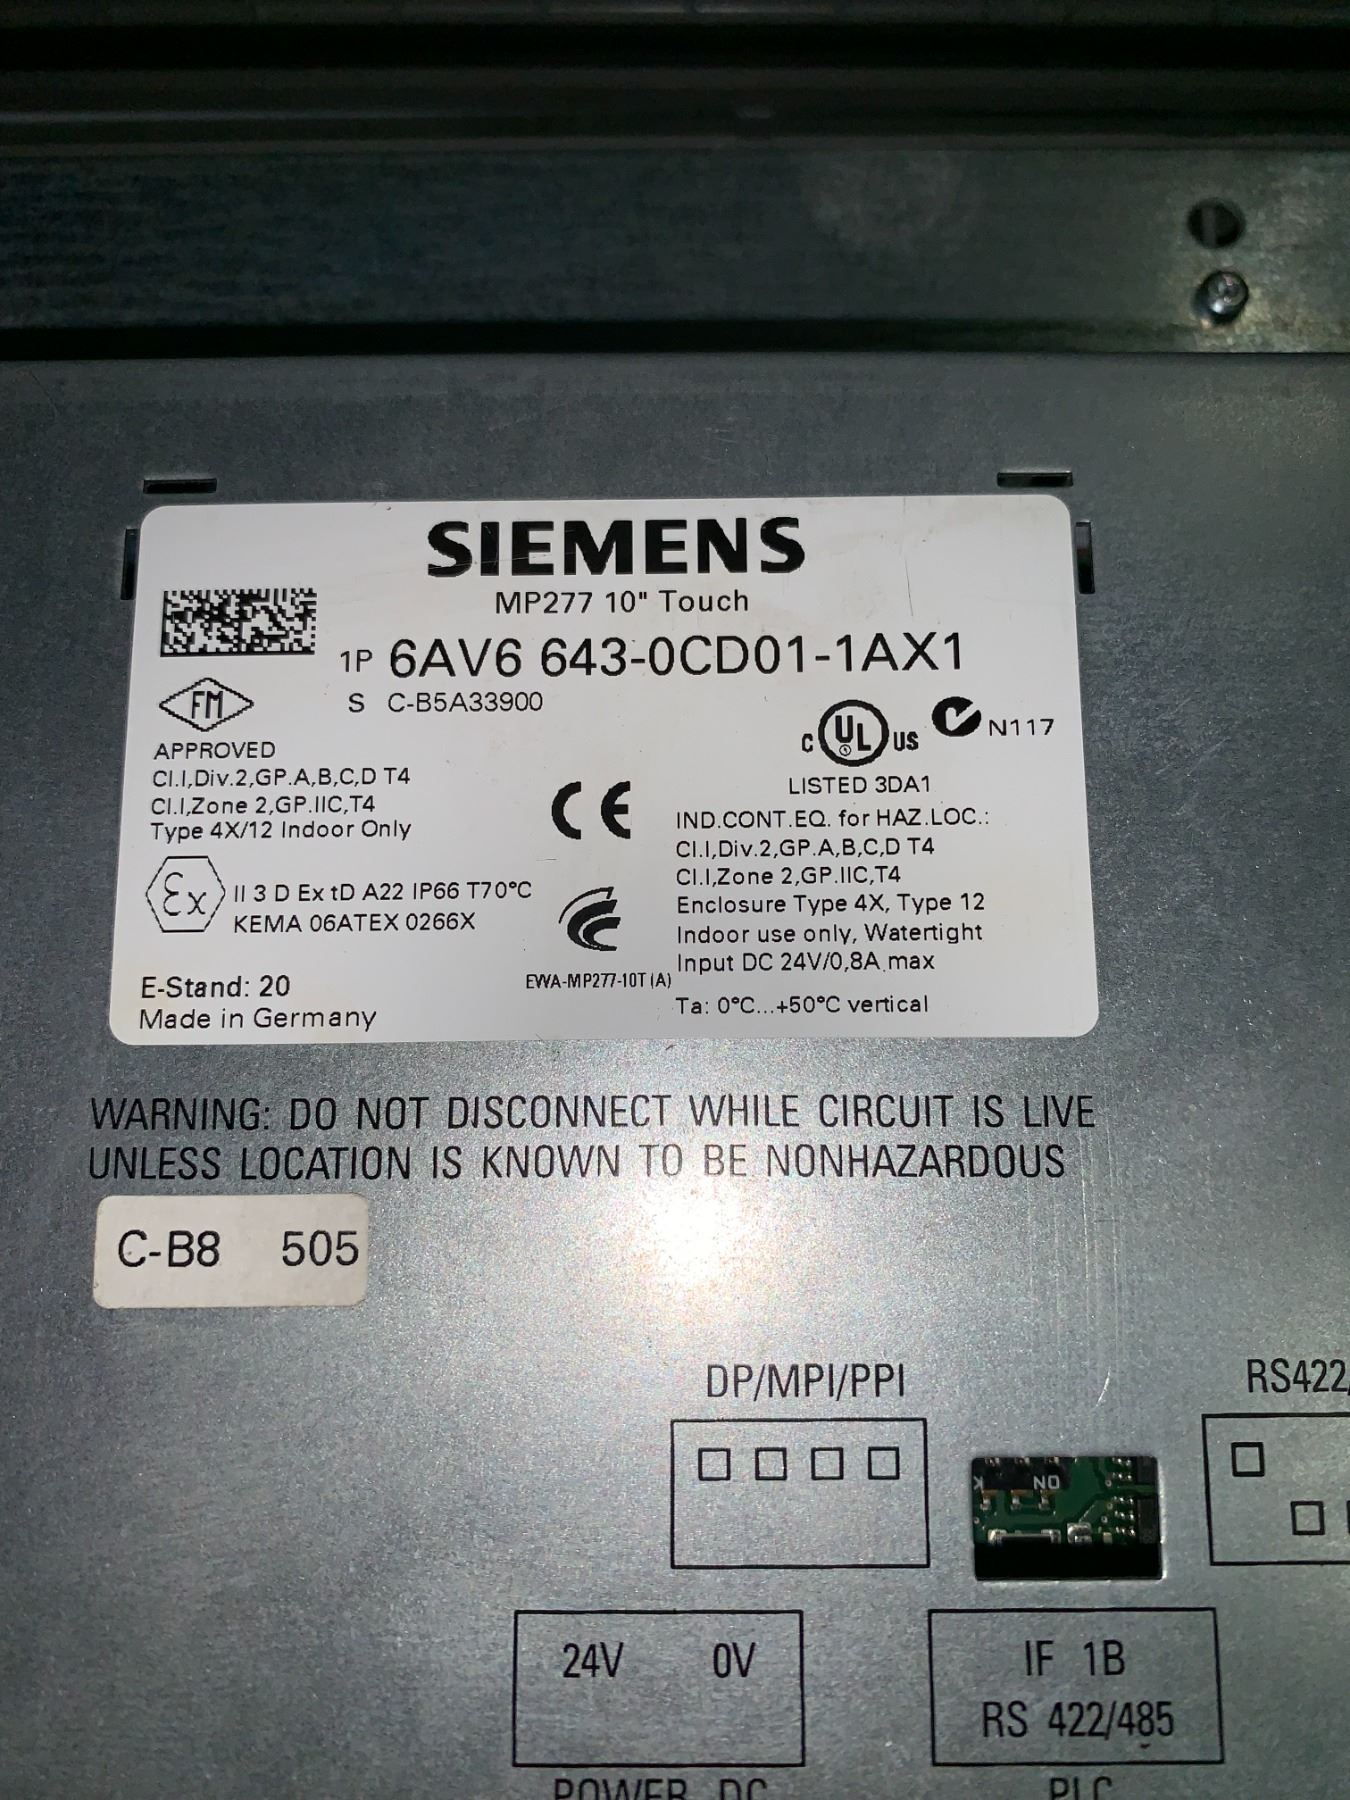 SIEMENS
MP277 10" Touch
1P 6AV6 643-0CD01-1AX1
S C-B5A33900
FM
APPROVED
Cl.I,Div.2,GP.A,B,C,D T4
Cl.I,Zone 2,GP.IIC,T4
Type 4X/12 Indoor Only
C UL US
N117
LISTED 3DA1
IND.CONT.EQ. for HAZ.LOC.:
Cl.I,Div.2,GP.A,B,C,D T4
Cl.I,Zone 2,GP.IIC,T4
Enclosure Type 4X, Type 12
Indoor use only, Watertight
Input DC 24V/0,8A max
Ta: 0°C...+50°C vertical
CE
Ex
II 3 D Ex tD A22 IP66 T70°C
KEMA 06ATEX 0266X
EWA-MP277-10T(A)
E-Stand: 20
Made in Germany
WARNING: DO NOT DISCONNECT WHILE CIRCUIT IS LIVE
UNLESS LOCATION IS KNOWN TO BE NONHAZARDOUS
C-B8 505
DP/MPI/PPI
RS422/
ON
24V 0V
IF 1B
RS 422/485
POWER DC
PLC